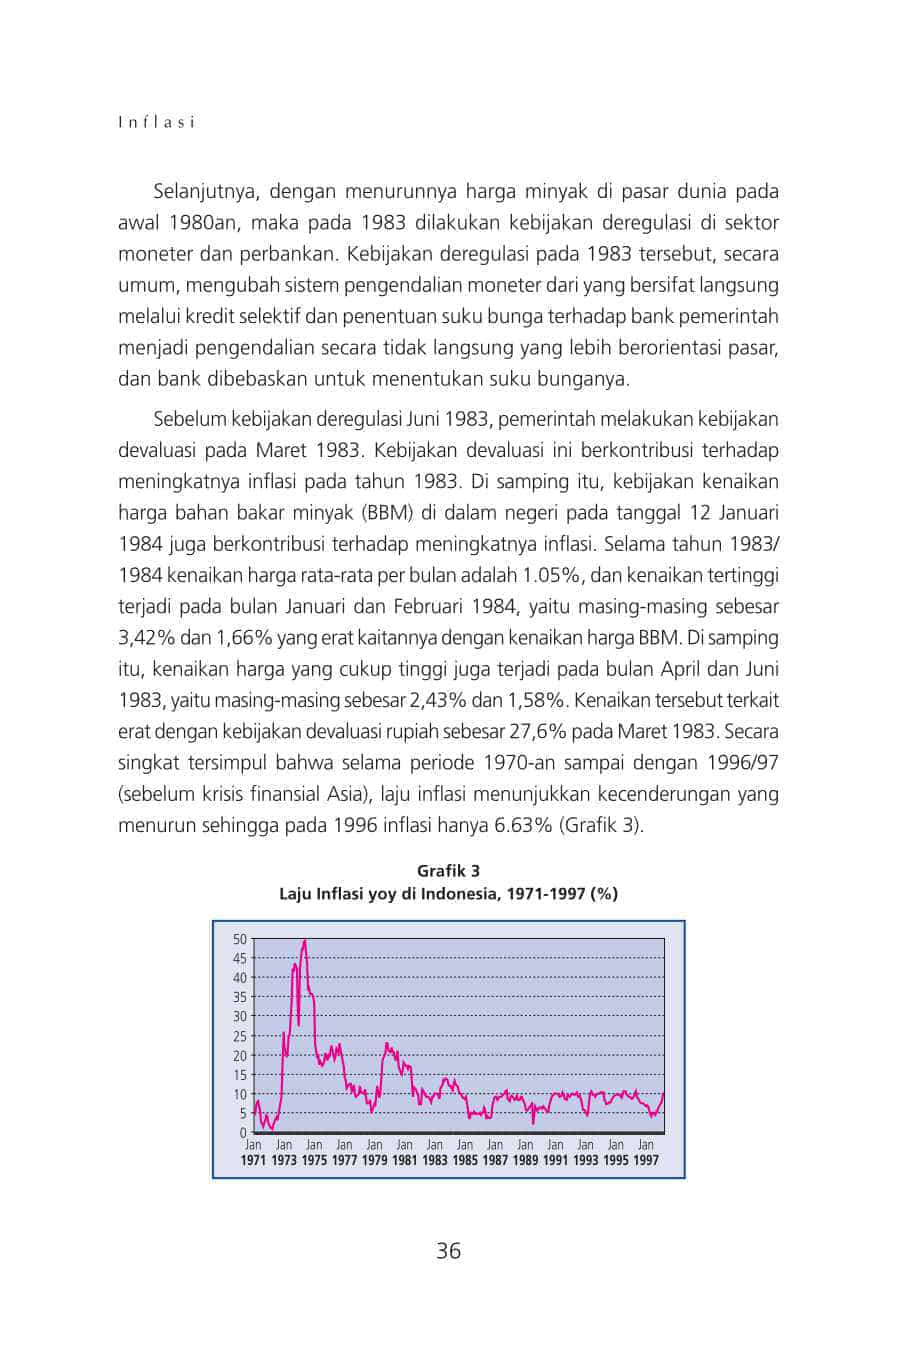 Inflasi
Selanjutnya, dengan menurunnya harga minyak di pasar dunia pada
awal 1980an, maka pada 1983 dilakukan kebijakan deregulasi di sektor
moneter dan perbankan. Kebijakan deregulasi pada 1983 tersebut, secara
umum, mengubah sistem pengendalian moneter dari yang bersifat langsung
melalui kredit selektif dan penentuan suku bunga terhadap bank pemerintah
menjadi pengendalian secara tidak langsung yang lebih berorientasi pasar,
dan bank dibebaskan untuk menentukan suku bunganya.
Sebelum kebijakan deregulasi Juni 1983, pemerintah melakukan kebijakan
devaluasi pada Maret 1983. Kebijakan devaluasi ini berkontribusi terhadap
meningkatnya inflasi pada tahun 1983. Di samping itu, kebijakan kenaikan
harga bahan bakar minyak (BBM) di dalam negeri pada tanggal 12 Januari
1984 juga berkontribusi terhadap meningkatnya inflasi. Selama tahun 1983/
1984 kenaikan harga rata-rata per bulan adalah 1.05%, dan kenaikan tertinggi
terjadi pada bulan Januari dan Februari 1984, yaitu masing-masing sebesar
3,42% dan 1,66% yang erat kaitannya dengan kenaikan harga BBM. Di samping
itu, kenaikan harga yang cukup tinggi juga terjadi pada bulan April dan Juni
1983, yaitu masing-masing sebesar 2,43% dan 1,58%. Kenaikan tersebut terkait
erat dengan kebijakan devaluasi rupiah sebesar 27,6% pada Maret 1983. Secara
singkat tersimpul bahwa selama periode 1970-an sampai dengan 1996/97
(sebelum krisis finansial Asia), laju inflasi menunjukkan kecenderungan yang
menurun sehingga pada 1996 inflasi hanya 6.63% (Grafik 3).
Grafik 3
Laju Inflasi yoy di Indonesia, 1971-1997 (%)
50
45
40
35
30
25
20
15
10
5
0
Jan Jan Jan Jan Jan Jan Jan Jan Jan Jan Jan Jan Jan Jan
1971 1973 1975 1977 1979 1981 1983 1985 1987 1989 1991 1993 1995 1997
36